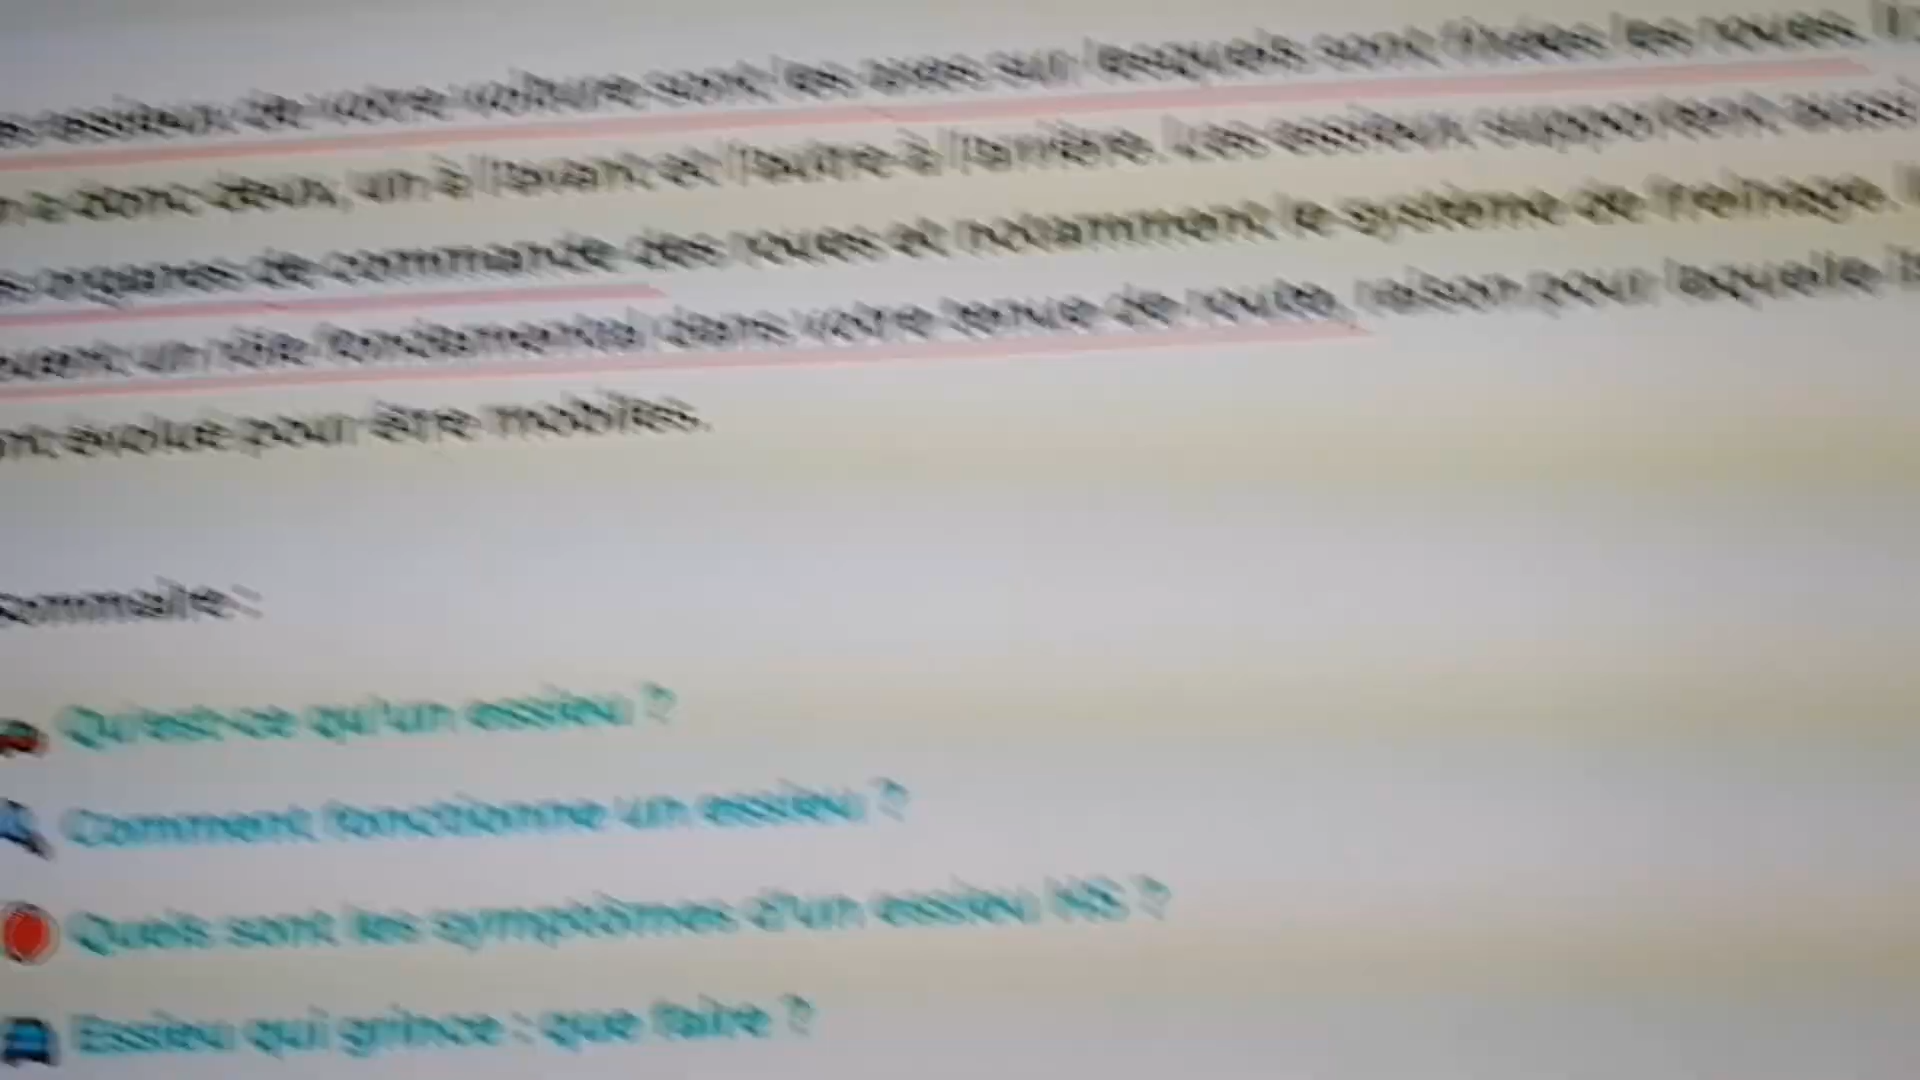 essieux de votre voiture sont les axes sur lesquels sont fixées les roues. Il
a donc deux, un à l'avant et l'autre à l'arrière. Les essieux supportent aussi
organes de commande des roues et notamment le système de freinage.
un rôle fondamental dans votre tenue de route, raison pour laquelle
évolué pour être mobiles.
Qu'est-ce qu'un essieu ?
Comment fonctionne un essieu ?
Quels sont les symptômes d'un essieu HS ?
Essieu qui grince : que faire ?